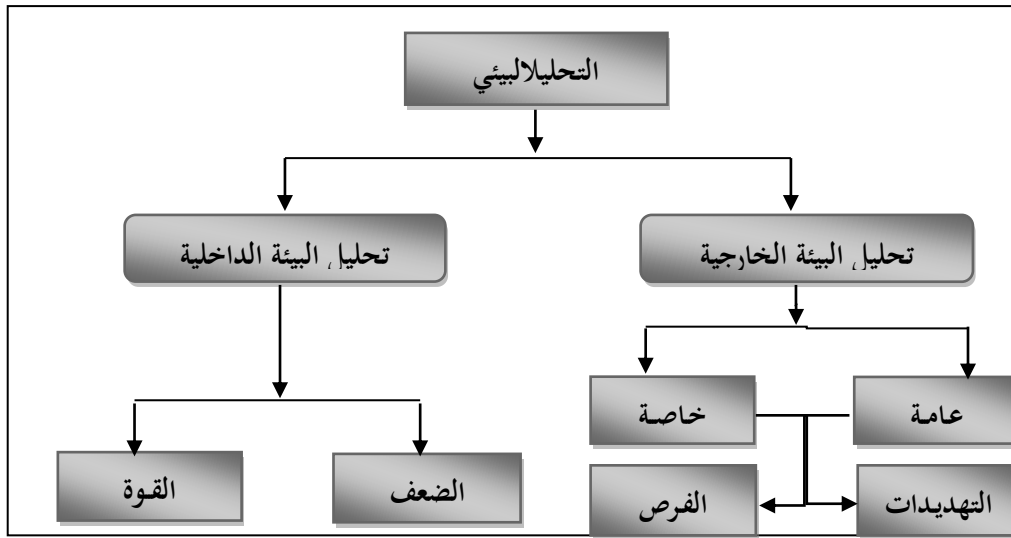 التحليلالبيئي
تحليل البيئة الخارجية
تحليل البيئة الداخلية
عامة
خاصة
الضعف
القوة
التهديدات
الفرص